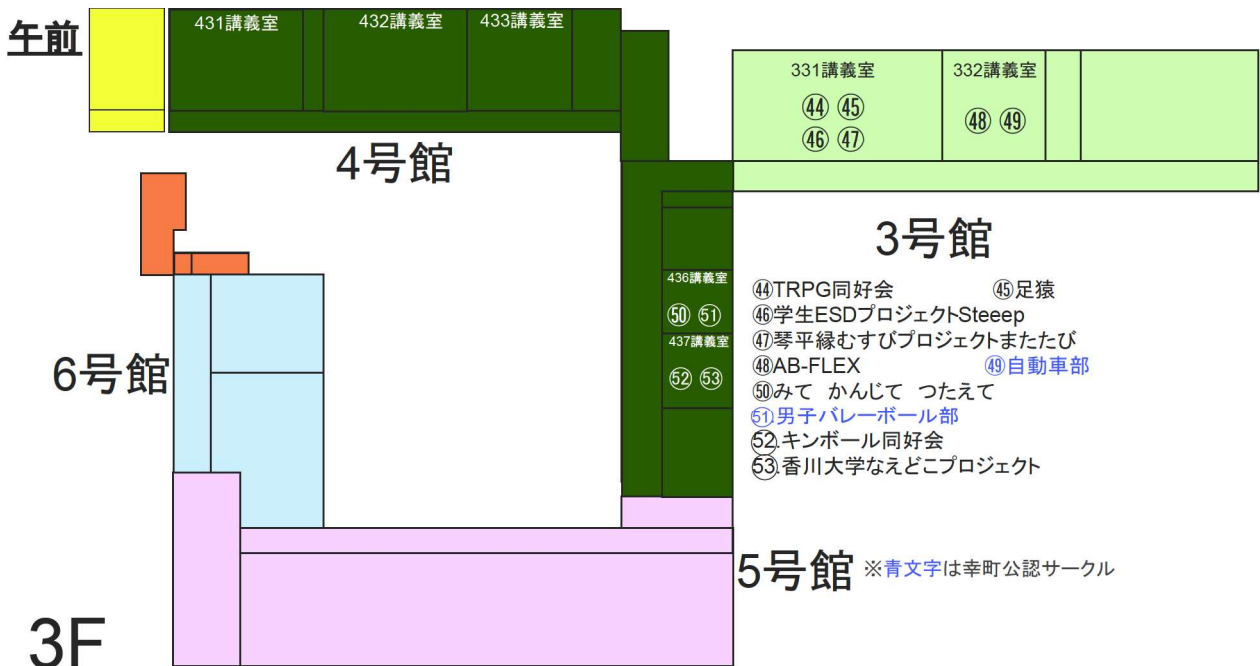 午前
431講義室 432講義室 433講義室
331講義室 332講義室
㊹ ㊺ ㊽ ㊾
㊻ ㊼
4号館
3号館
436講義室
㊿ 51
437講義室
52 53
6号館
㊹TRPG同好会 ㊺足猿
㊻学生ESDプロジェクトSteeep
㊼琴平縁むすびプロジェクトまたたび
㊽AB-FLEX ㊾自動車部
㊿みて かんじて つたえて
51.男子バレーボール部
52.キンボール同好会
53.香川大学なえどこプロジェクト
5号館 ※青文字は幸町公認サークル
3F